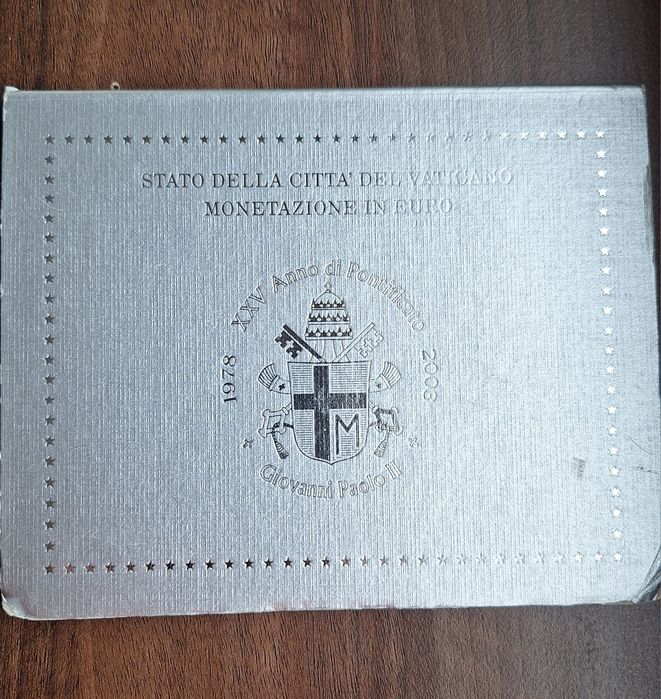 STATO DELLA CITTA' DEL VATICANO
MONETAZIONE IN EURO
XXV Anno di Pontificato
1978
2003
M
Giovanni Paolo II